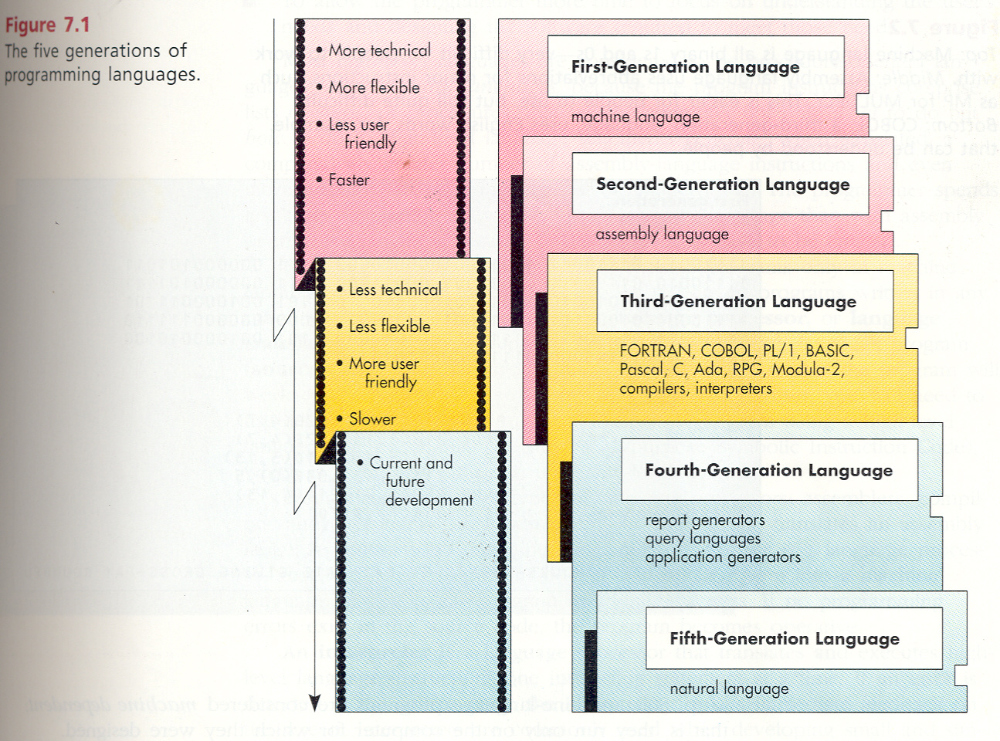 Figure 7.1
The five generations of
programming languages.
• More technical
• More flexible
• Less user
friendly
• Faster
• Less technical
• Less flexible
• More user
friendly
• Slower
• Current and
future
development
First-Generation Language
machine language
Second-Generation Language
assembly language
Third-Generation Language
FORTRAN, COBOL, PL/1, BASIC,
Pascal, C, Ada, RPG, Modula-2,
compilers, interpreters
Fourth-Generation Language
report generators
query languages
application generators
Fifth-Generation Language
natural language